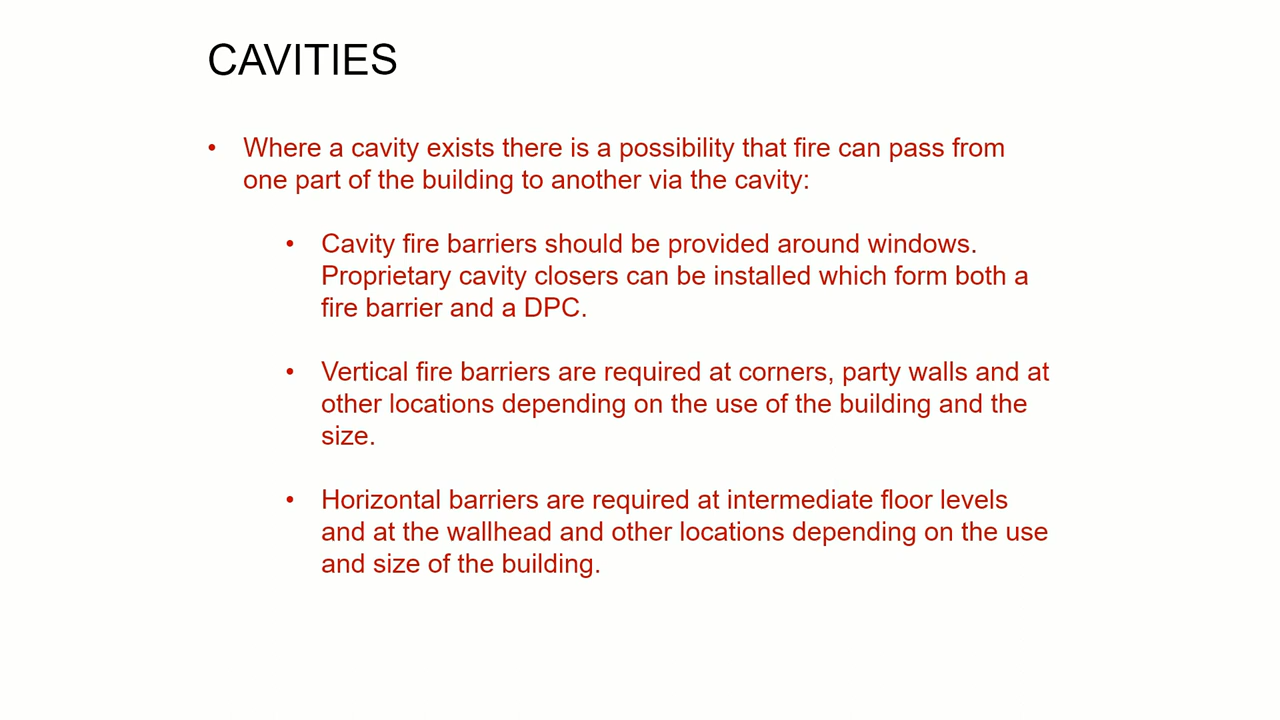 CAVITIES
• Where a cavity exists there is a possibility that fire can pass from
one part of the building to another via the cavity:
• Cavity fire barriers should be provided around windows.
Proprietary cavity closers can be installed which form both a
fire barrier and a DPC.
• Vertical fire barriers are required at corners, party walls and at
other locations depending on the use of the building and the
size.
• Horizontal barriers are required at intermediate floor levels
and at the wallhead and other locations depending on the use
and size of the building.